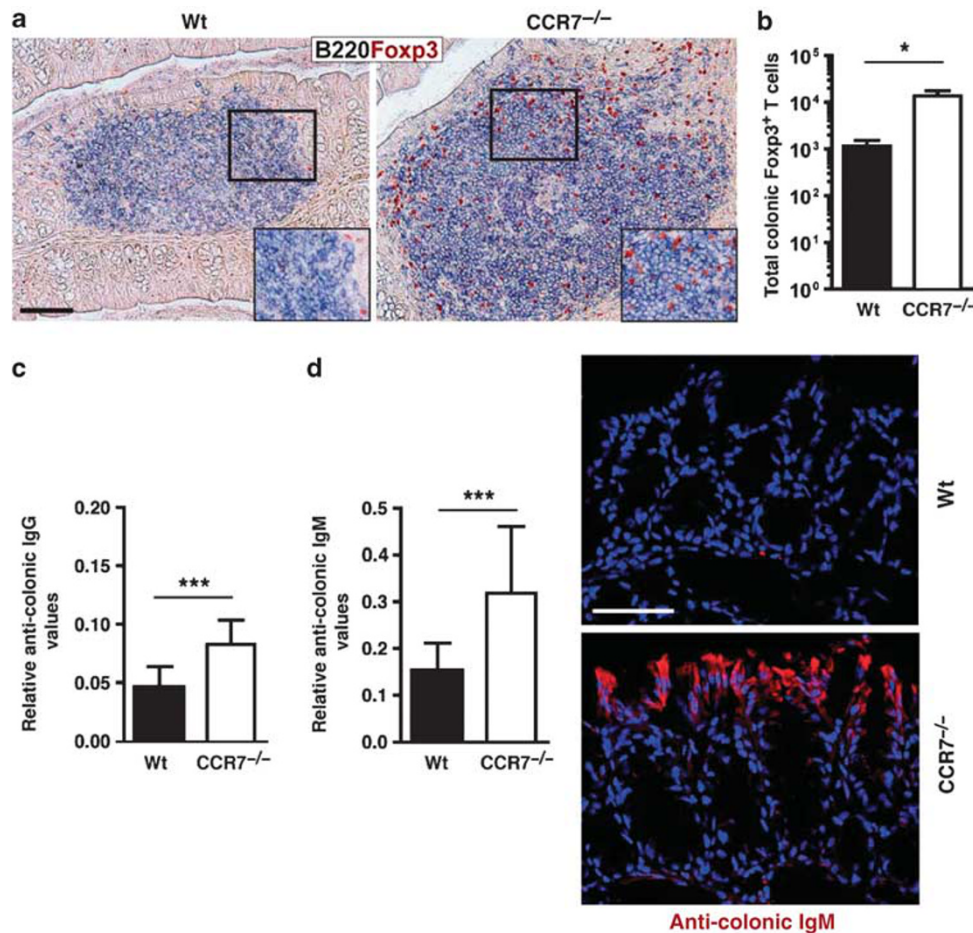 a
Wt
CCR7–/–
B220Foxp3
b
Total colonic Foxp3+ T cells
10⁵
10⁴
10³
10²
10¹
10⁰
*
Wt
CCR7–/–
c
Relative anti-colonic IgG
values
0.20
0.15
0.10
0.05
0.00
***
Wt
CCR7–/–
d
Relative anti-colonic IgM
values
0.5
0.4
0.3
0.2
0.1
0.0
***
Wt
CCR7–/–
Wt
CCR7–/–
Anti-colonic IgM